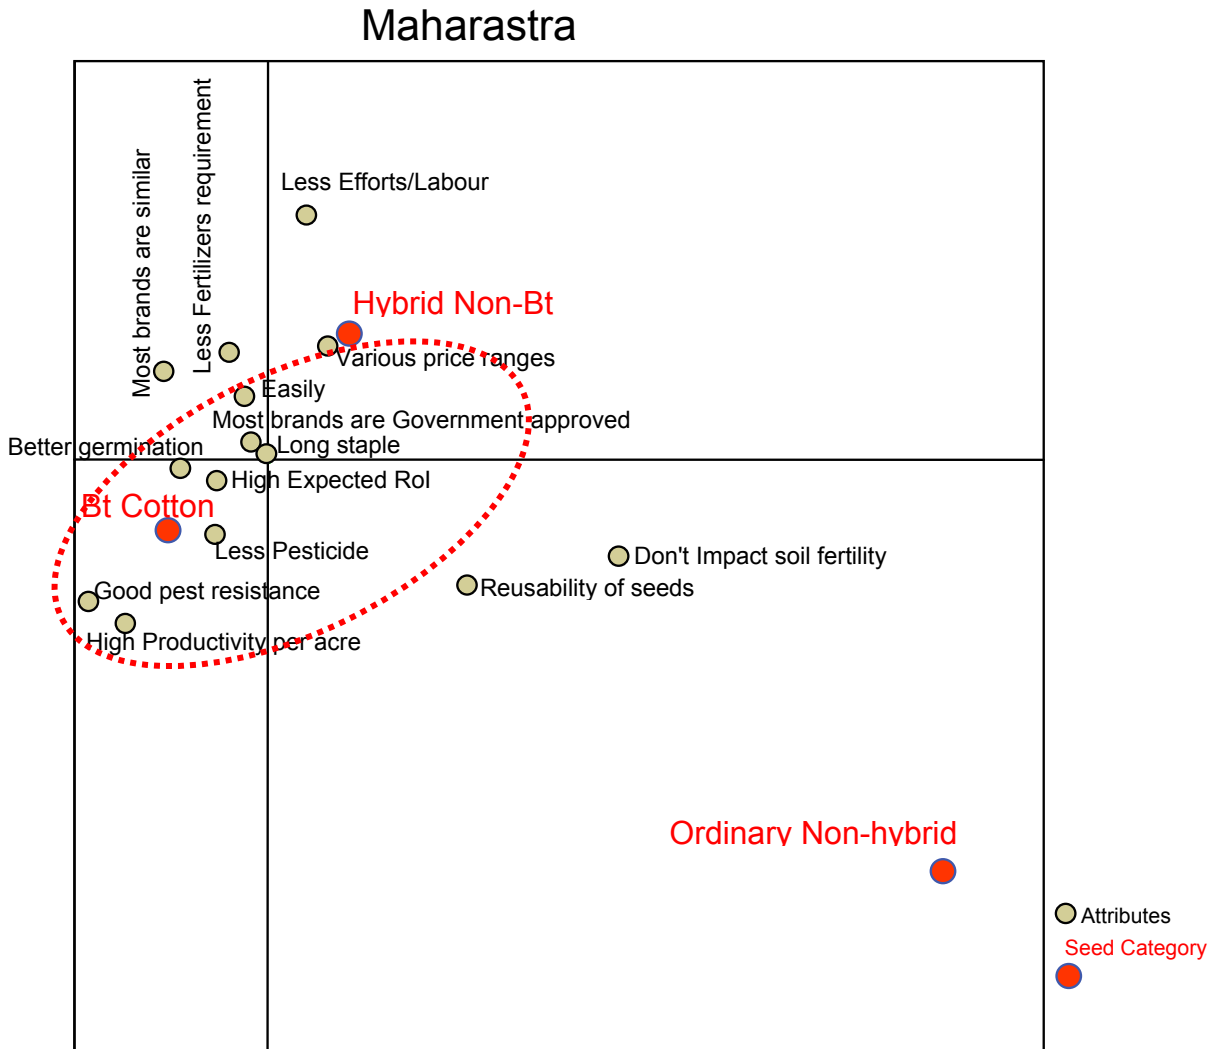 Maharastra
Most brands are similar
Less Fertilizers requirement
Less Efforts/Labour
Hybrid Non-Bt
Various price ranges
Easily
Most brands are Government approved
Better germination
Long staple
High Expected RoI
Bt Cotton
Less Pesticide
Don't Impact soil fertility
Good pest resistance
Reusability of seeds
High Productivity per acre
Ordinary Non-hybrid
Attributes
Seed Category